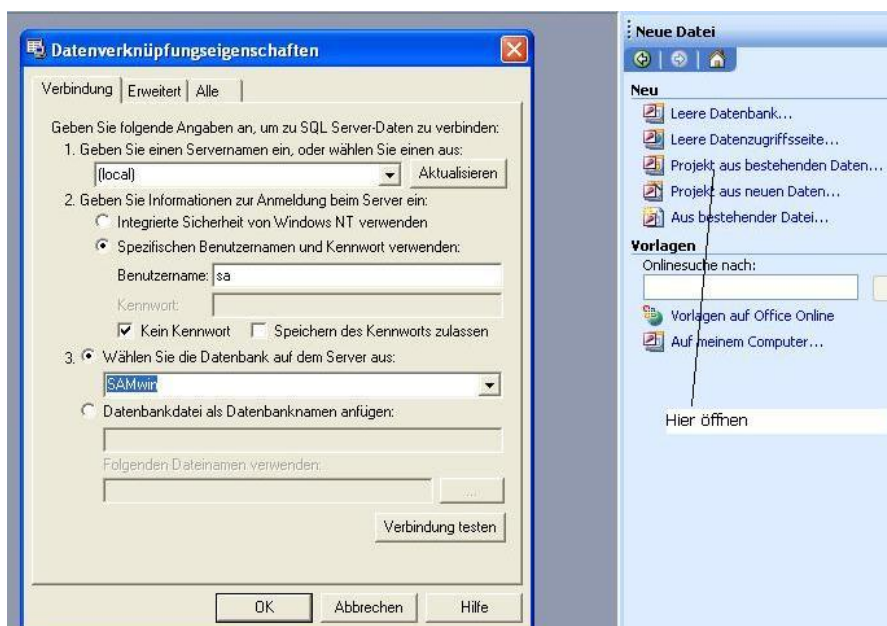 Datenverknüpfungseigenschaften
Verbindung Erweitert Alle
Geben Sie folgende Angaben an, um zu SQL Server-Daten zu verbinden:
1. Geben Sie einen Servernamen ein, oder wählen Sie einen aus:
(local) Aktualisieren
2. Geben Sie Informationen zur Anmeldung beim Server ein:
Integrierte Sicherheit von Windows NT verwenden
Spezifischen Benutzernamen und Kennwort verwenden:
Benutzername: sa
Kennwort:
Kein Kennwort Speichern des Kennworts zulassen
3. Wählen Sie die Datenbank auf dem Server aus:
SAMwin
Datenbankdatei als Datenbanknamen anfügen:
Folgenden Dateinamen verwenden:
...
Verbindung testen
OK Abbrechen Hilfe
Neue Datei
Neu
Leere Datenbank...
Leere Datenzugriffsseite...
Projekt aus bestehenden Daten...
Projekt aus neuen Daten...
Aus bestehender Datei...
Vorlagen
Onlinesuche nach:
Vorlagen auf Office Online
Auf meinem Computer...
Hier öffnen